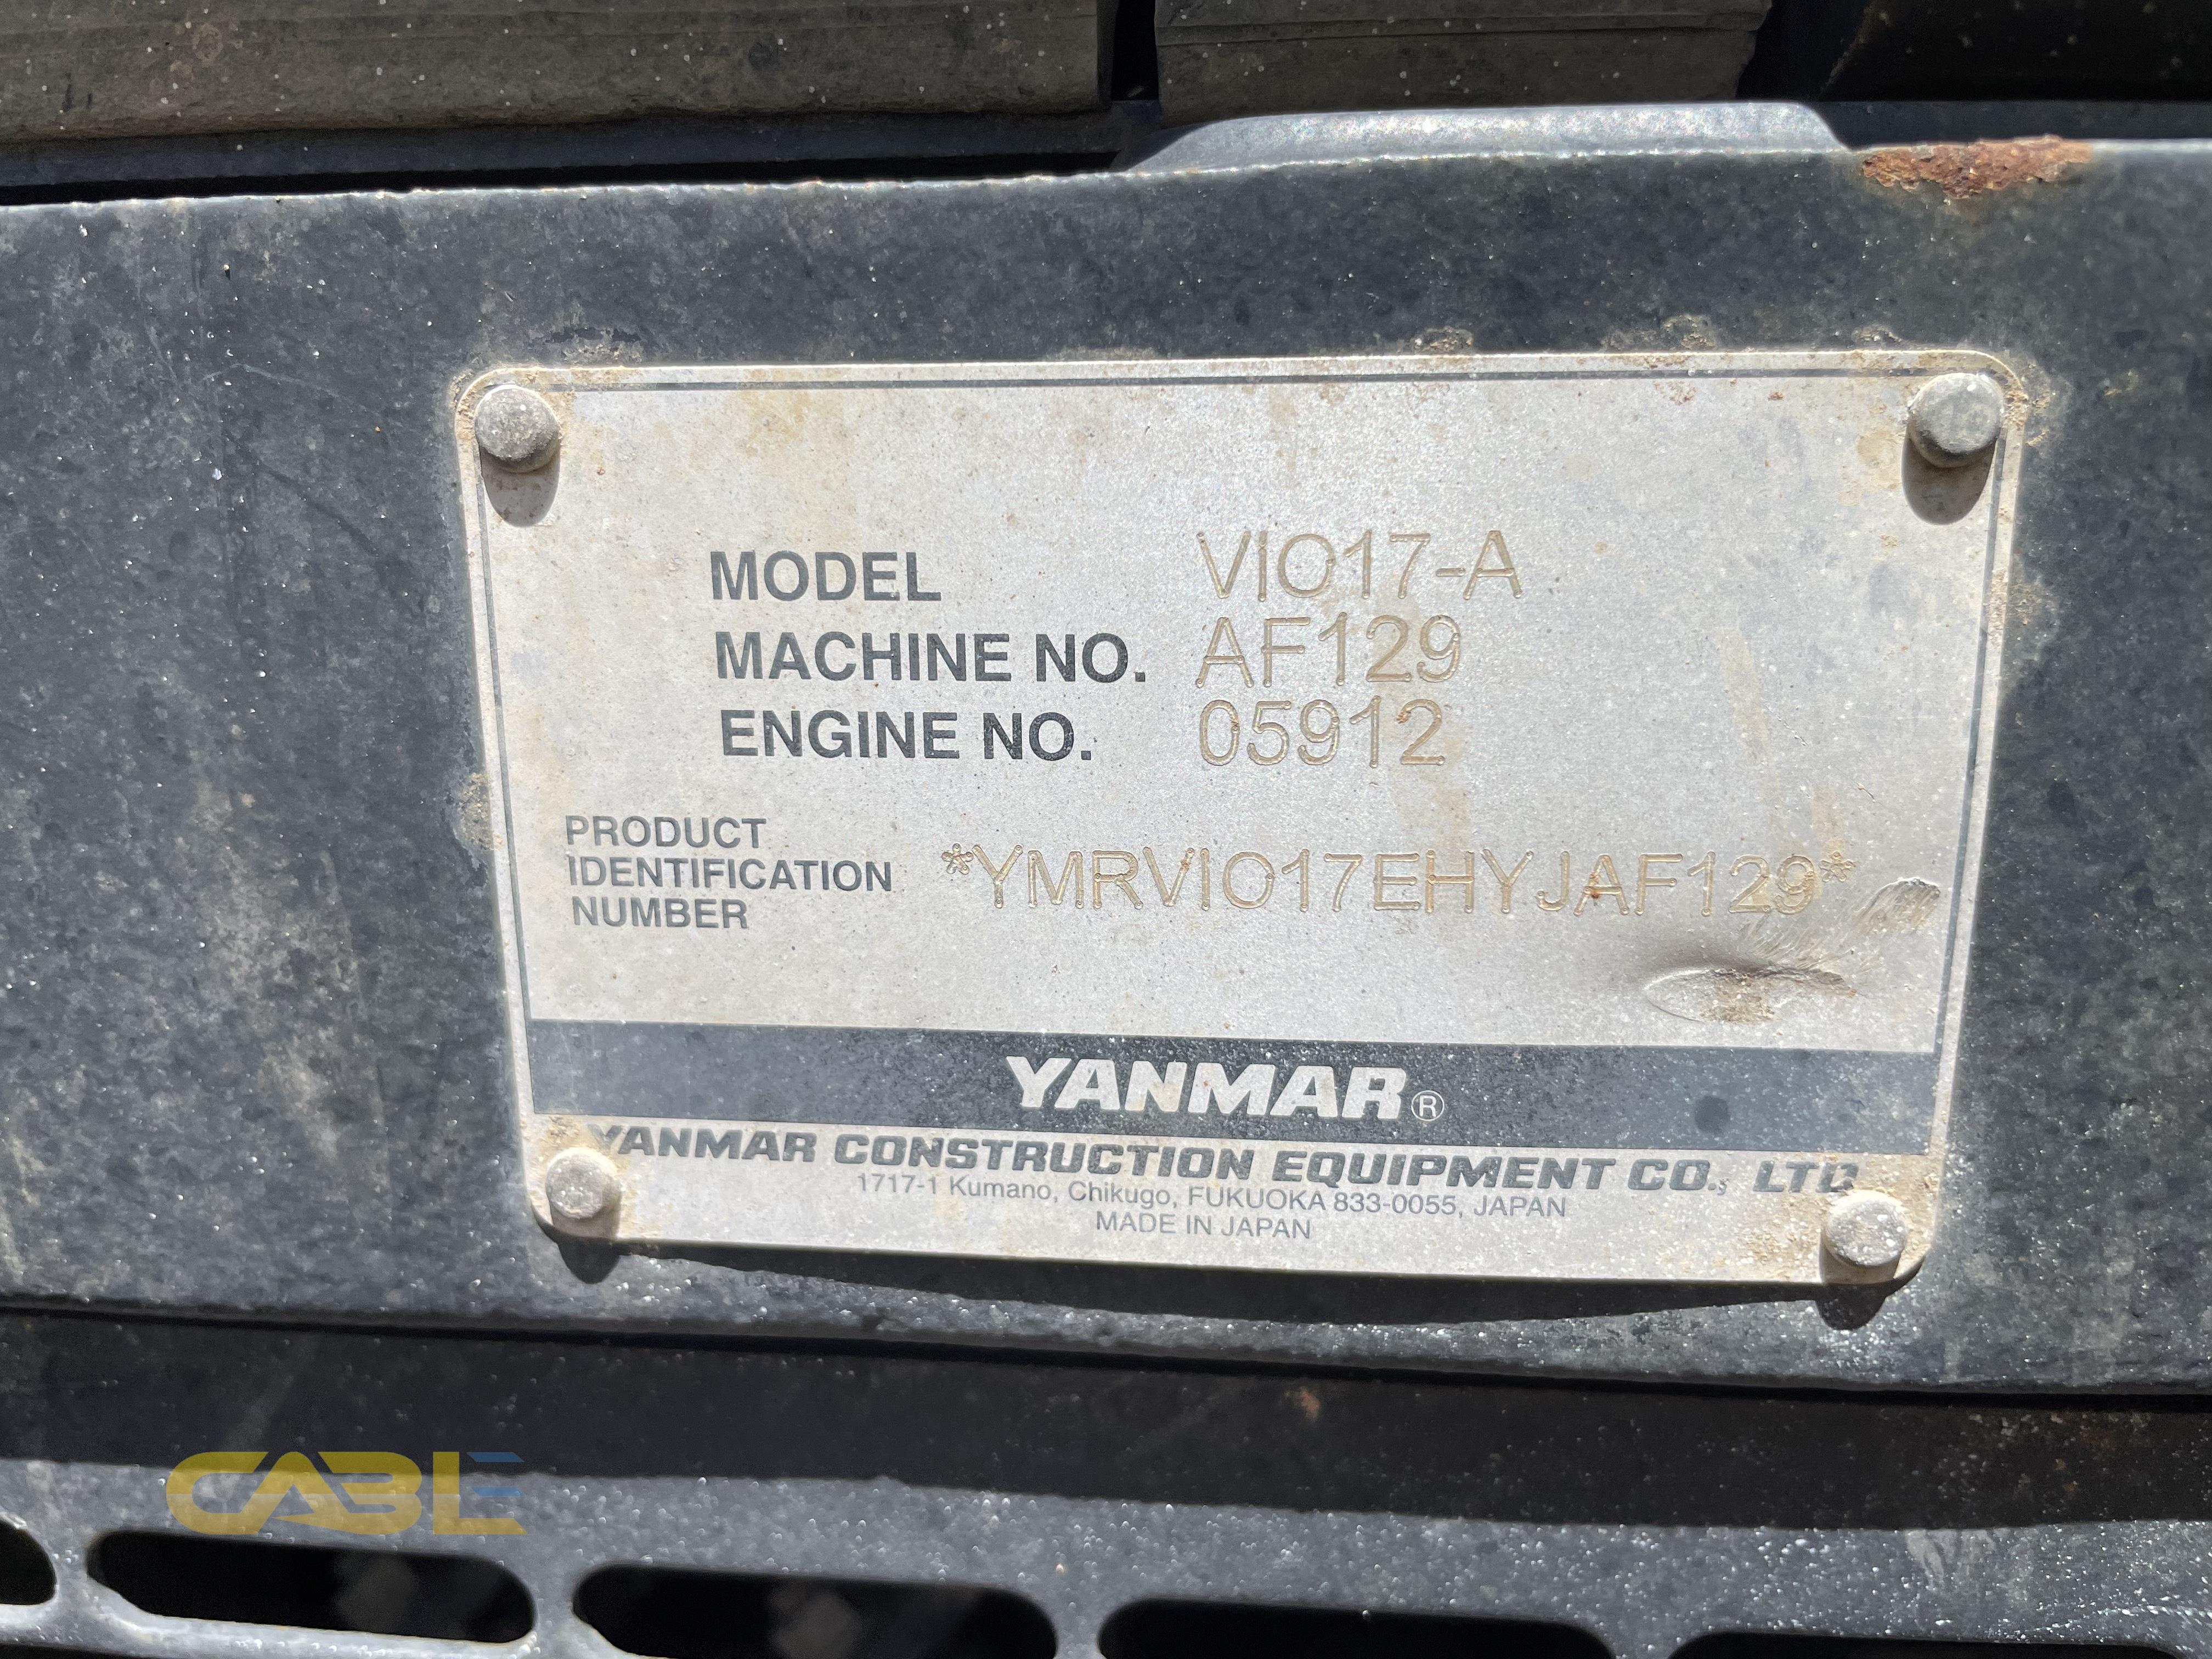 MODEL VIO17-A
MACHINE NO. AF129
ENGINE NO. 05912
PRODUCT
IDENTIFICATION
NUMBER
*YMRVIO17EHYJAF129*
YANMAR®
YANMAR CONSTRUCTION EQUIPMENT CO., LTD
1717-1 Kumano, Chikugo, FUKUOKA 833-0055, JAPAN
MADE IN JAPAN
CABLE